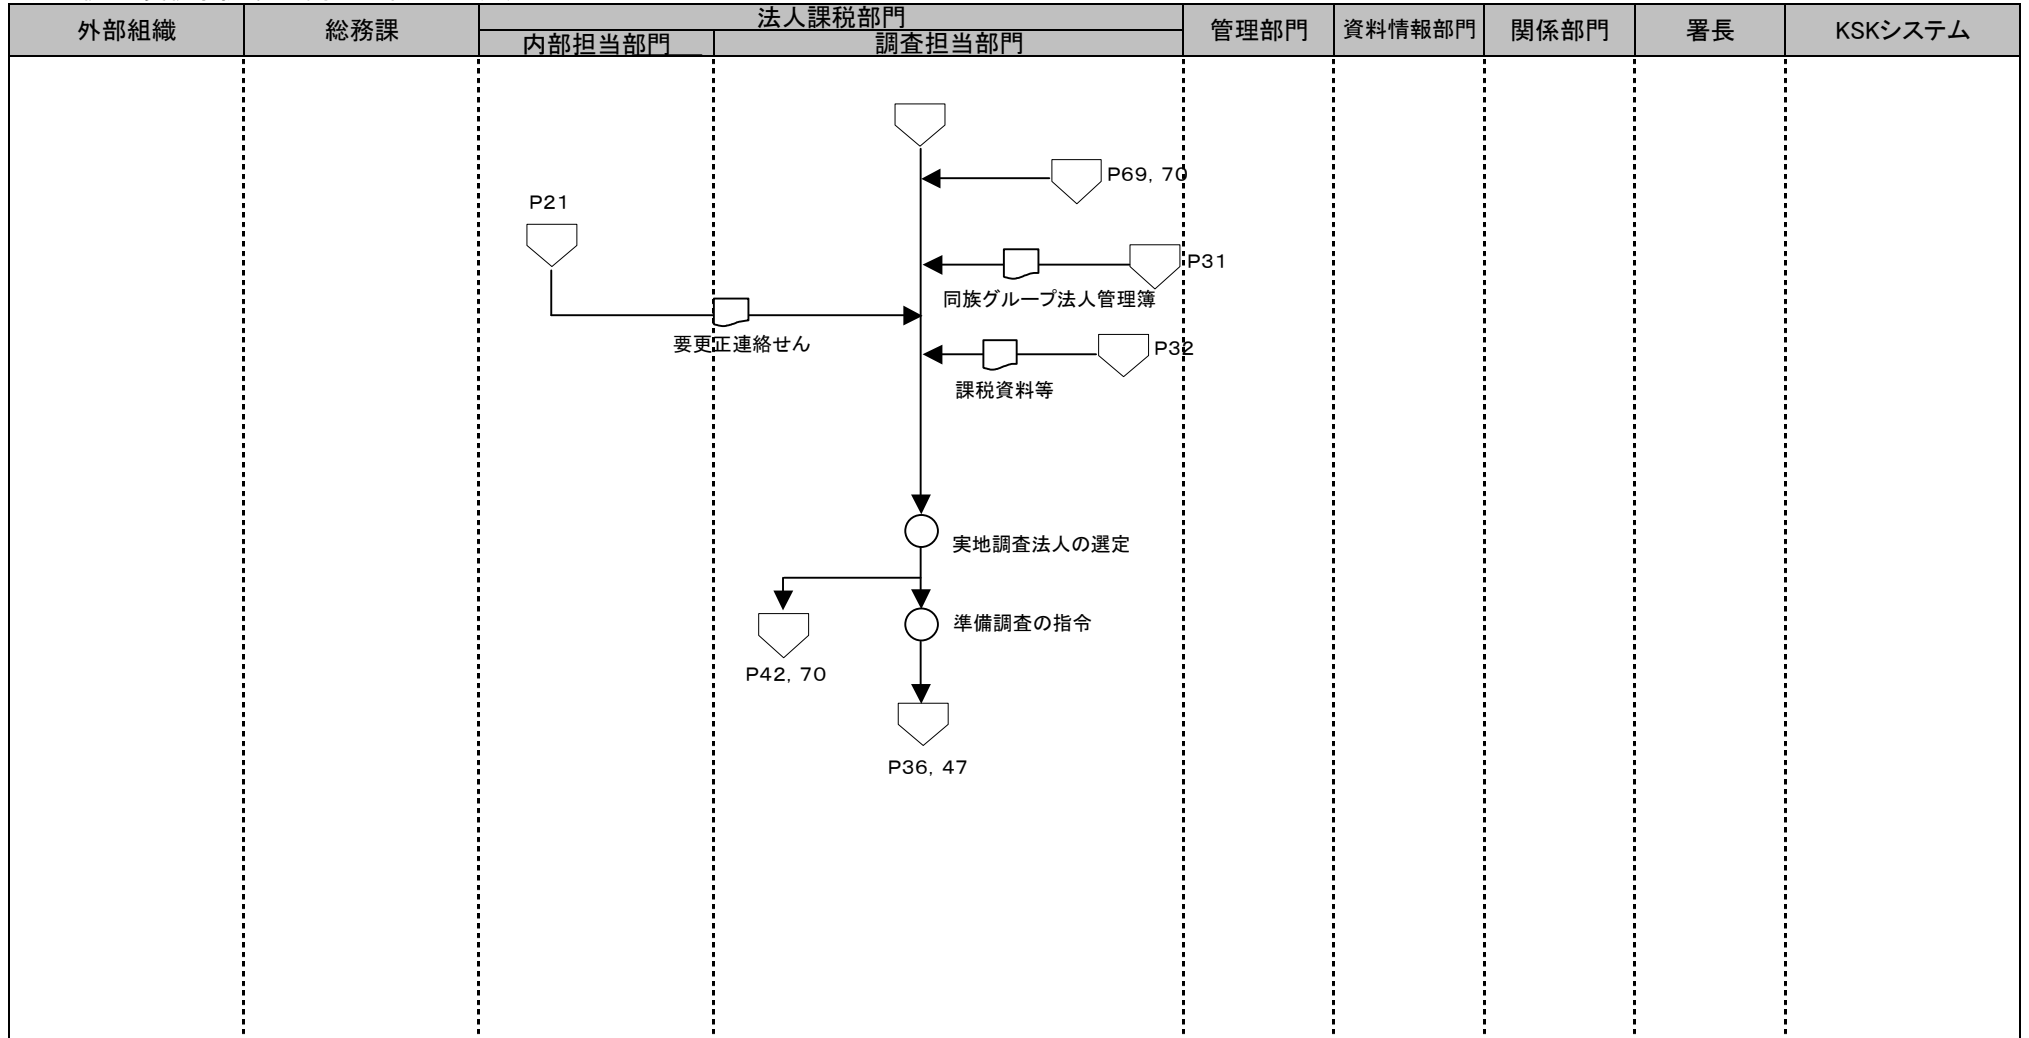 外部組織
総務課
法人課税部門
内部担当部門
調査担当部門
管理部門
資料情報部門
関係部門
署長
KSKシステム
P69, 70
P21
P31
同族グループ法人管理簿
要更正連絡せん
P32
課税資料等
実地調査法人の選定
準備調査の指令
P42, 70
P36, 47